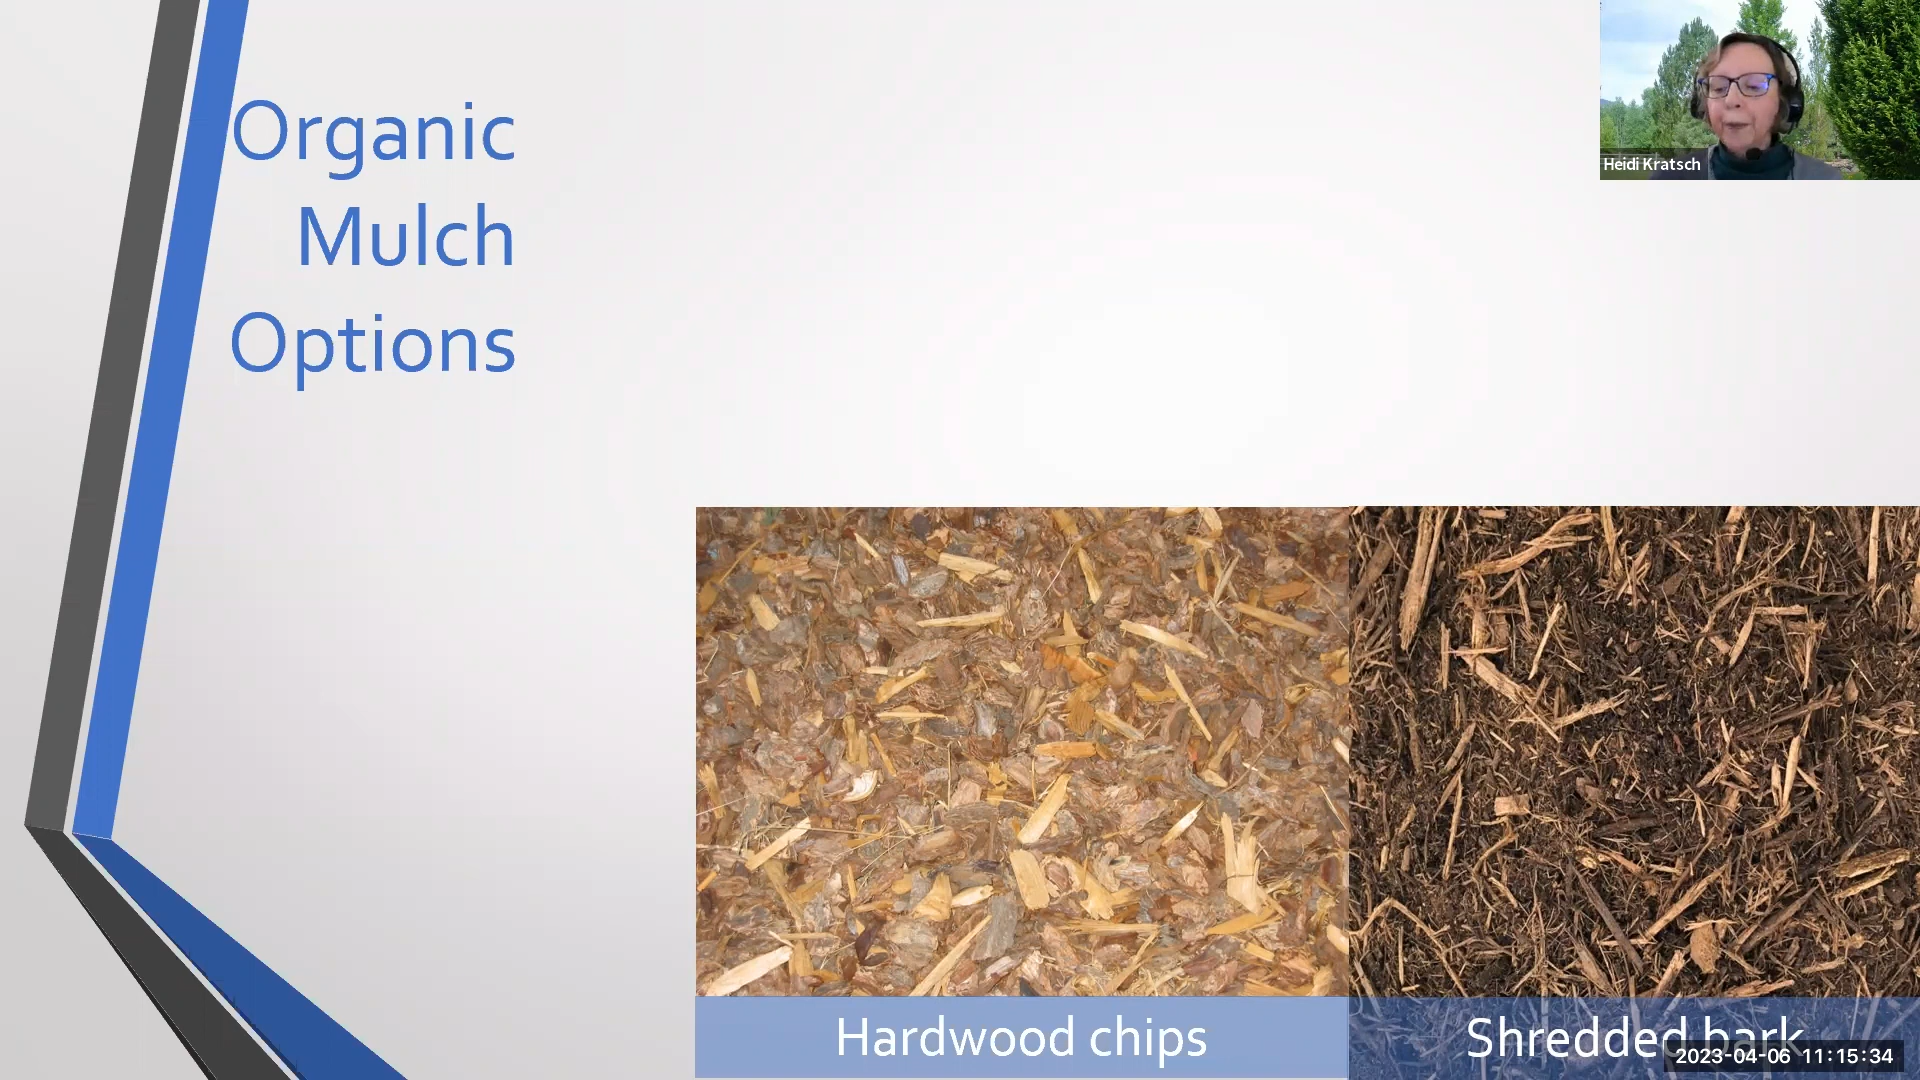 Organic
Mulch
Options
Heidi Kratsch
Hardwood chips
Shredded bark
2023-04-06 11:15:34